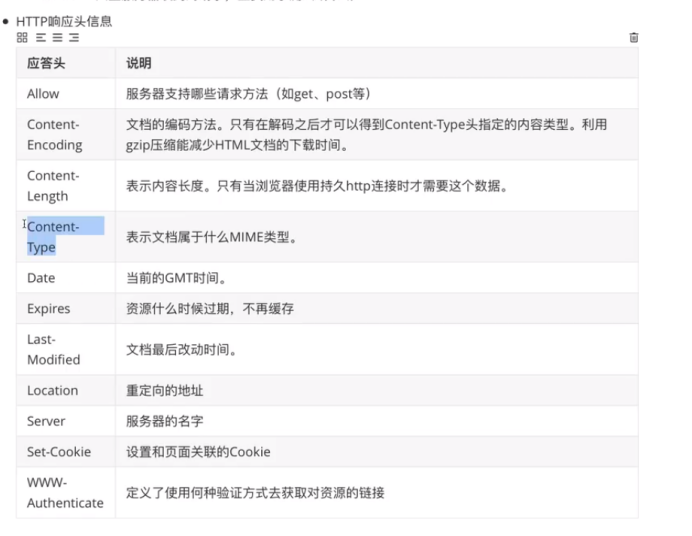 HTTP响应头信息
应答头 说明
Allow 服务器支持哪些请求方法（如get、post等）
Content-
Encoding
文档的编码方法。只有在解码之后才可以得到Content-Type头指定的内容类型。利用
gzip压缩能减少HTML文档的下载时间。
Content-
Length
表示内容长度。只有当浏览器使用持久http连接时才需要这个数据。
Content-
Type
表示文档属于什么MIME类型。
Date 当前的GMT时间。
Expires 资源什么时候过期，不再缓存
Last-
Modified
文档最后改动时间。
Location 重定向的地址
Server 服务器的名字
Set-Cookie 设置和页面关联的Cookie
WWW-
Authenticate
定义了使用何种验证方式去获取对资源的链接